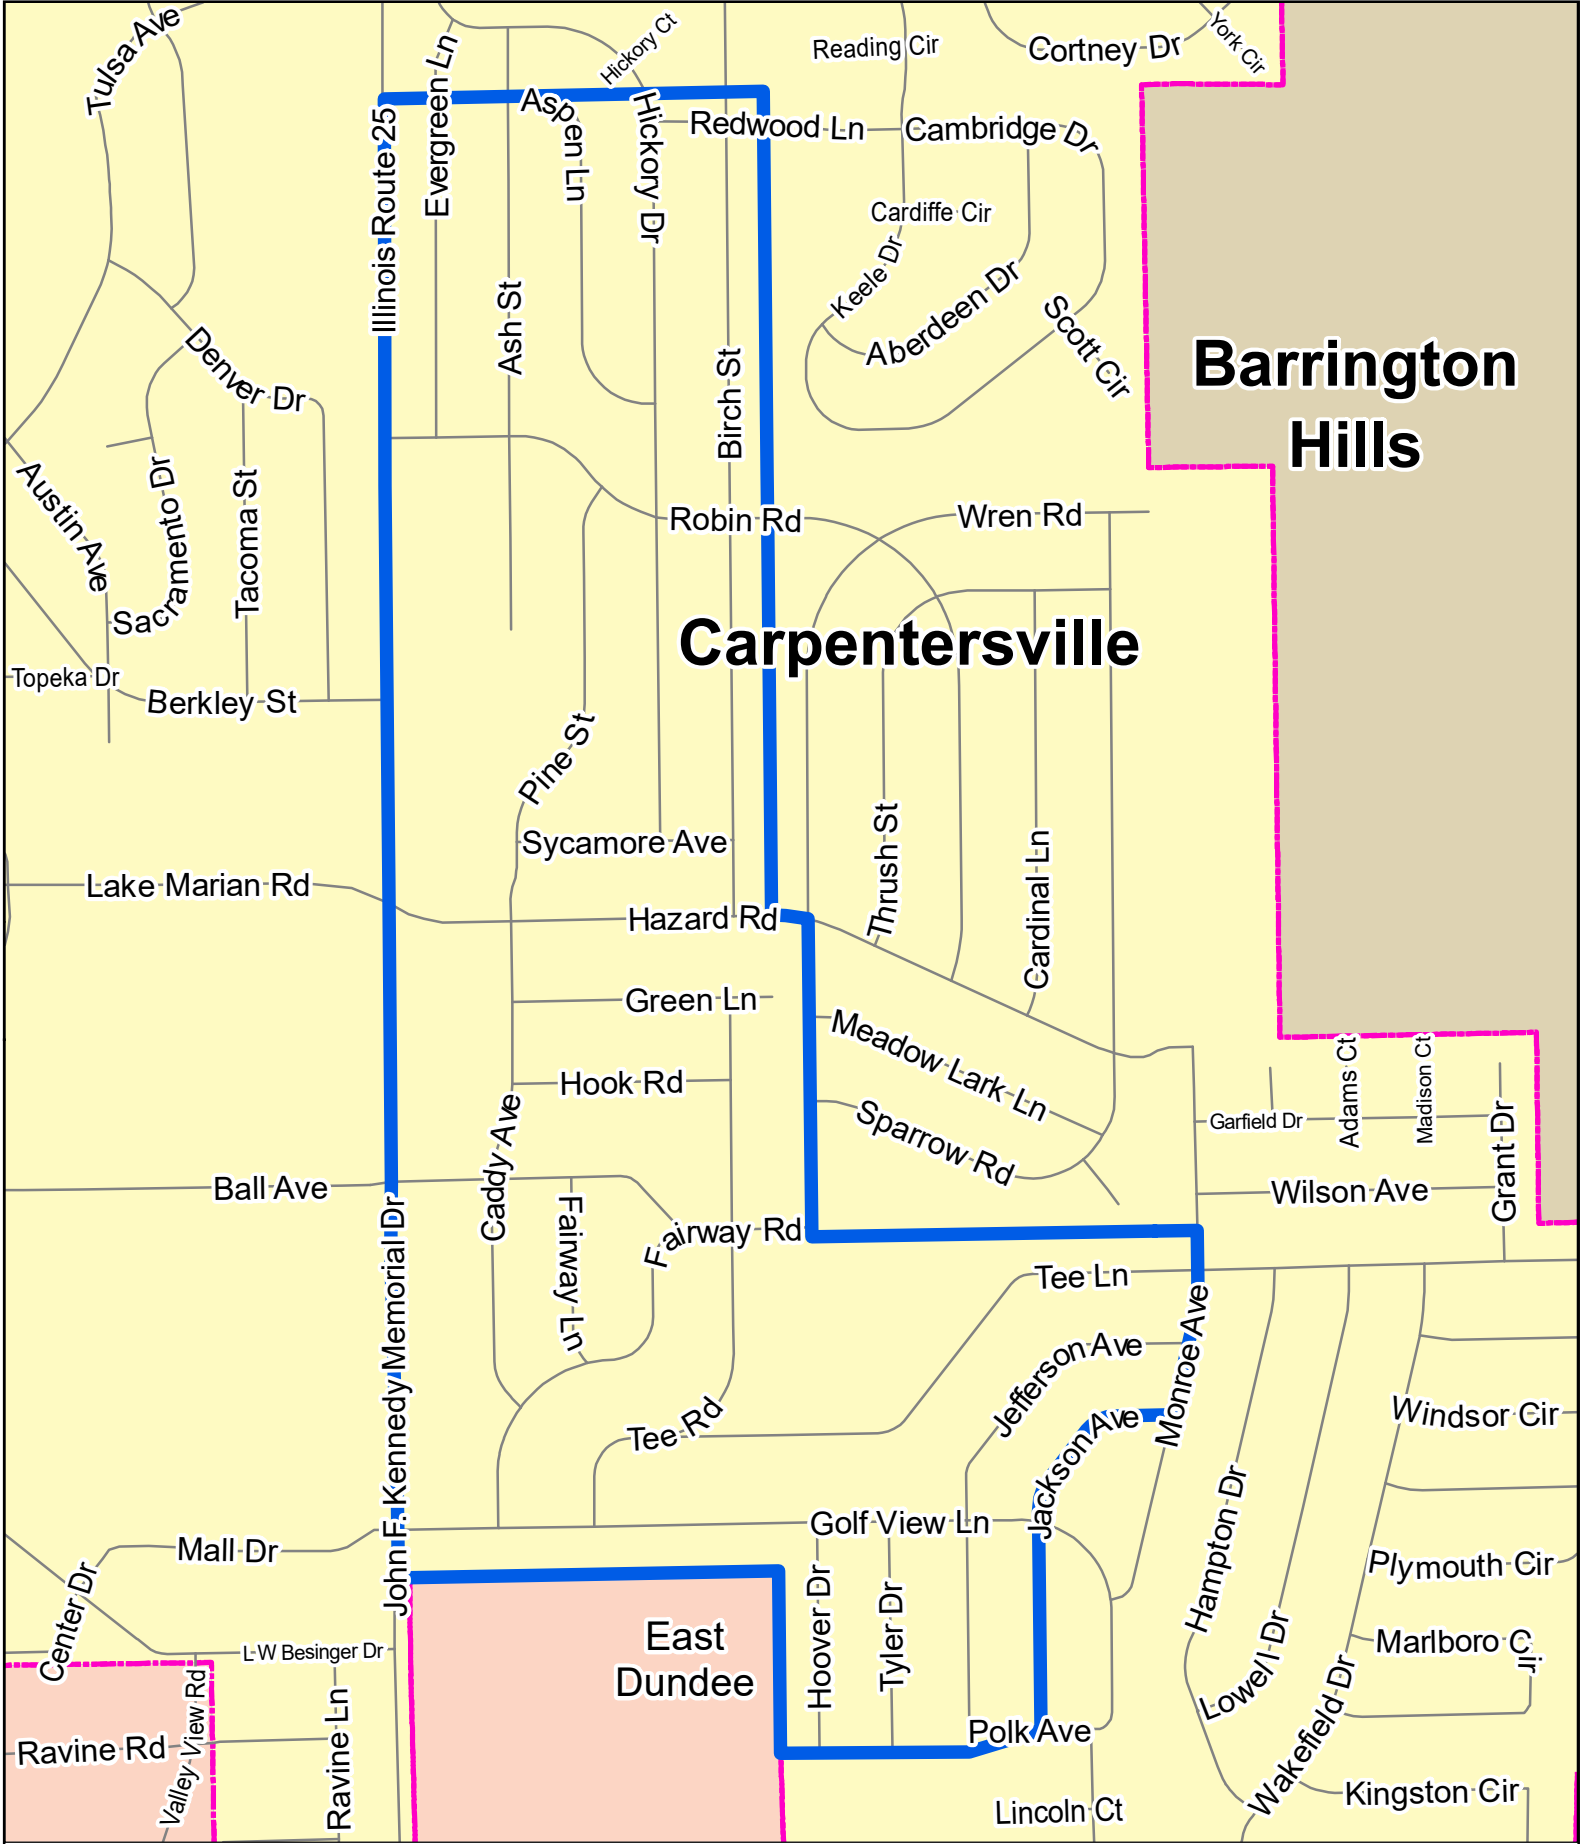 Tulsa Ave
Evergreen Ln
Hickory Ct
Reading Cir
Cortney Dr
York Cir
Illinois Route 25
Aspen Ln
Hickory Dr
Redwood Ln
Cambridge Dr
Cardiffe Cir
Keele Dr
Aberdeen Dr
Scott Cir
Ash St
Birch St
Denver Dr
Barrington
Hills
Austin Ave
Sacramento Dr
Tacoma St
Robin Rd
Wren Rd
Carpentersville
Topeka Dr
Berkley St
Pine St
Sycamore Ave
Thrush St
Cardinal Ln
Lake Marian Rd
Hazard Rd
Green Ln
Meadow Lark Ln
Hook Rd
Sparrow Rd
Garfield Dr
Adams Ct
Madison Ct
Grant Dr
Caddy Ave
Ball Ave
Wilson Ave
Fairway Ln
Fairway Rd
John F. Kennedy Memorial Dr
Tee Ln
Monroe Ave
Jefferson Ave
Tee Rd
Jackson Ave
Windsor Cir
Golf View Ln
Hampton Dr
Mall Dr
Center Dr
Plymouth Cir
Hoover Dr
Tyler Dr
East
Dundee
L W Besinger Dr
Lowell Dr
Marlboro Cir
Wakefield Dr
Valley View Rd
Ravine Rd
Ravine Ln
Polk Ave
Lincoln Ct
Kingston Cir